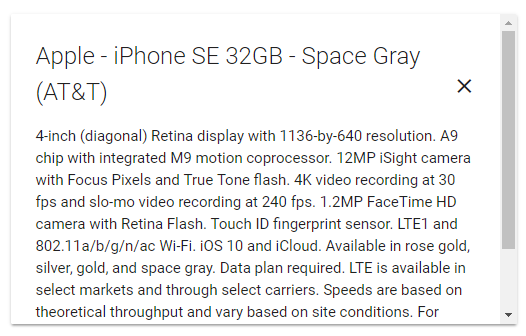 Apple - iPhone SE 32GB - Space Gray
(AT&T)
4-inch (diagonal) Retina display with 1136-by-640 resolution. A9
chip with integrated M9 motion coprocessor. 12MP iSight camera
with Focus Pixels and True Tone flash. 4K video recording at 30
fps and slo-mo video recording at 240 fps. 1.2MP FaceTime HD
camera with Retina Flash. Touch ID fingerprint sensor. LTE1 and
802.11a/b/g/n/ac Wi-Fi. iOS 10 and iCloud. Available in rose gold,
silver, gold, and space gray. Data plan required. LTE is available in
select markets and through select carriers. Speeds are based on
theoretical throughput and vary based on site conditions. For